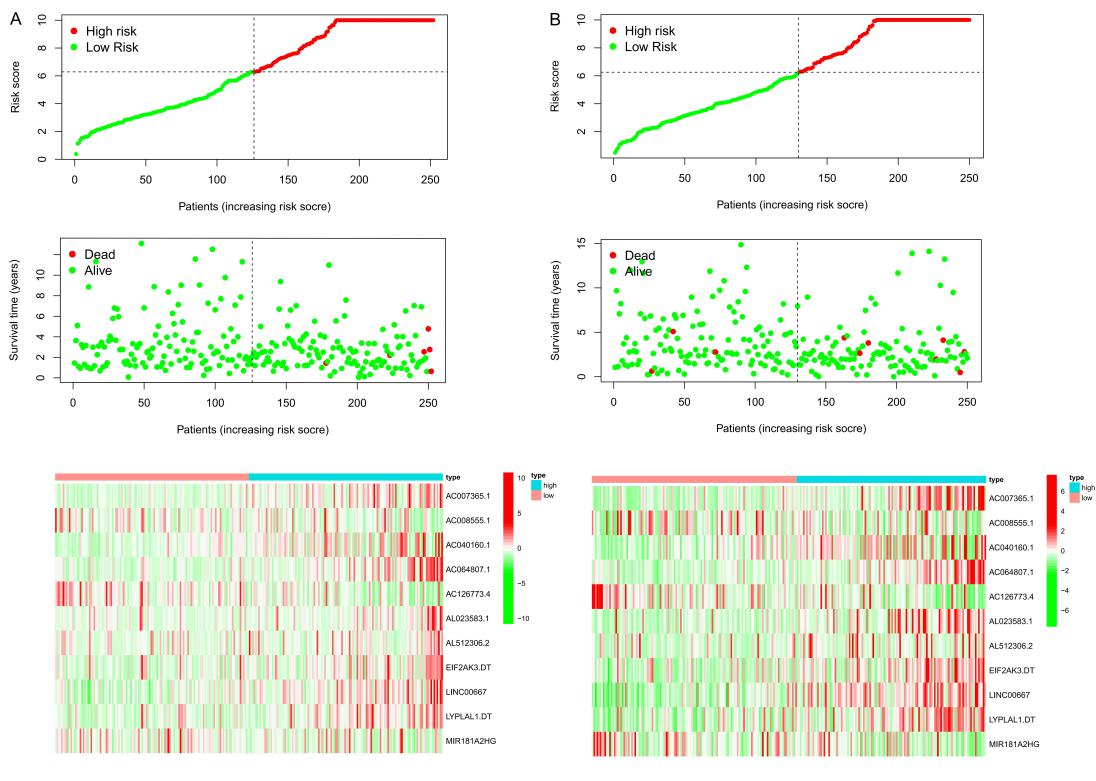 A
High risk
Low Risk
Risk score
0 2 4 6 8 10
0 50 100 150 200 250
Patients (increasing risk socre)
B
High risk
Low Risk
Risk score
2 4 6 8 10
0 50 100 150 200 250
Patients (increasing risk socre)
Dead
Alive
Survival time (years)
0 2 4 6 8 10
0 50 100 150 200 250
Patients (increasing risk socre)
Dead
Alive
Survival time (years)
0 5 10 15
0 50 100 150 200 250
Patients (increasing risk socre)
type
AC007365.1
AC008555.1
AC040160.1
AC064807.1
AC126773.4
AL023583.1
AL512306.2
EIF2AK3.DT
LINC00667
LYPLAL1.DT
MIR181A2HG
10
5
0
−5
−10
type
high
low
type
AC007365.1
AC008555.1
AC040160.1
AC064807.1
AC126773.4
AL023583.1
AL512306.2
EIF2AK3.DT
LINC00667
LYPLAL1.DT
MIR181A2HG
6
4
2
0
−2
−4
−6
type
high
low